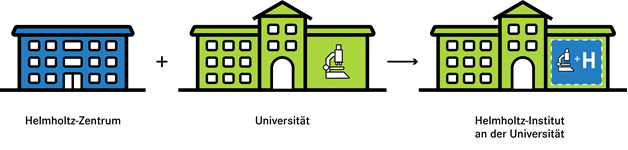 +
+H
Helmholtz-Zentrum
Universität
Helmholtz-Institut
an der Universität